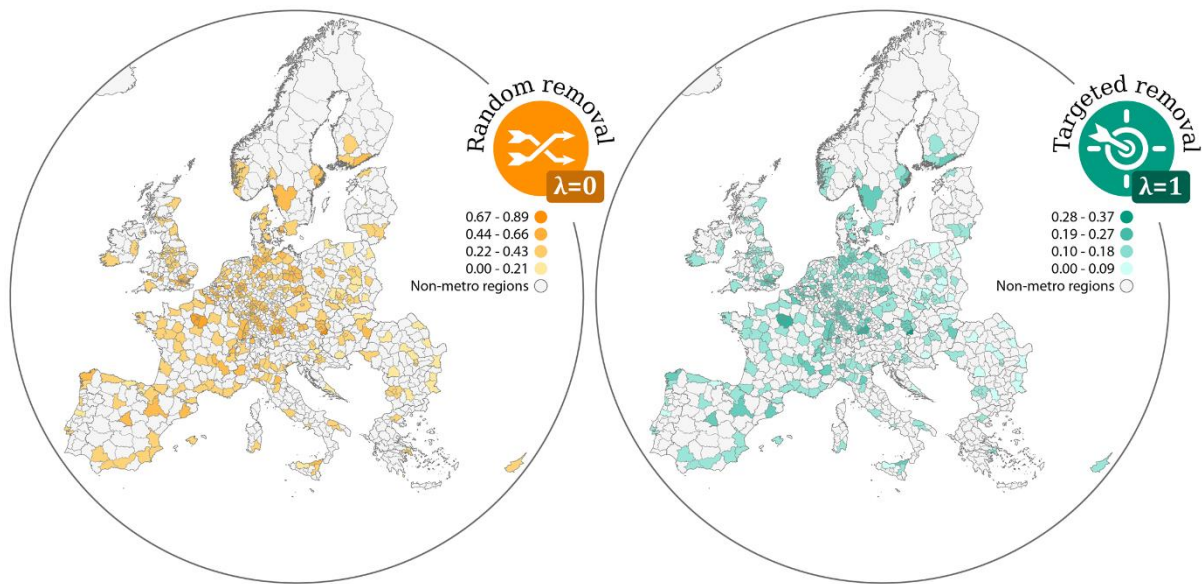 Random removal
λ=0
0.67 - 0.89
0.44 - 0.66
0.22 - 0.43
0.00 - 0.21
Non-metro regions
Targeted removal
λ=1
0.28 - 0.37
0.19 - 0.27
0.10 - 0.18
0.00 - 0.09
Non-metro regions